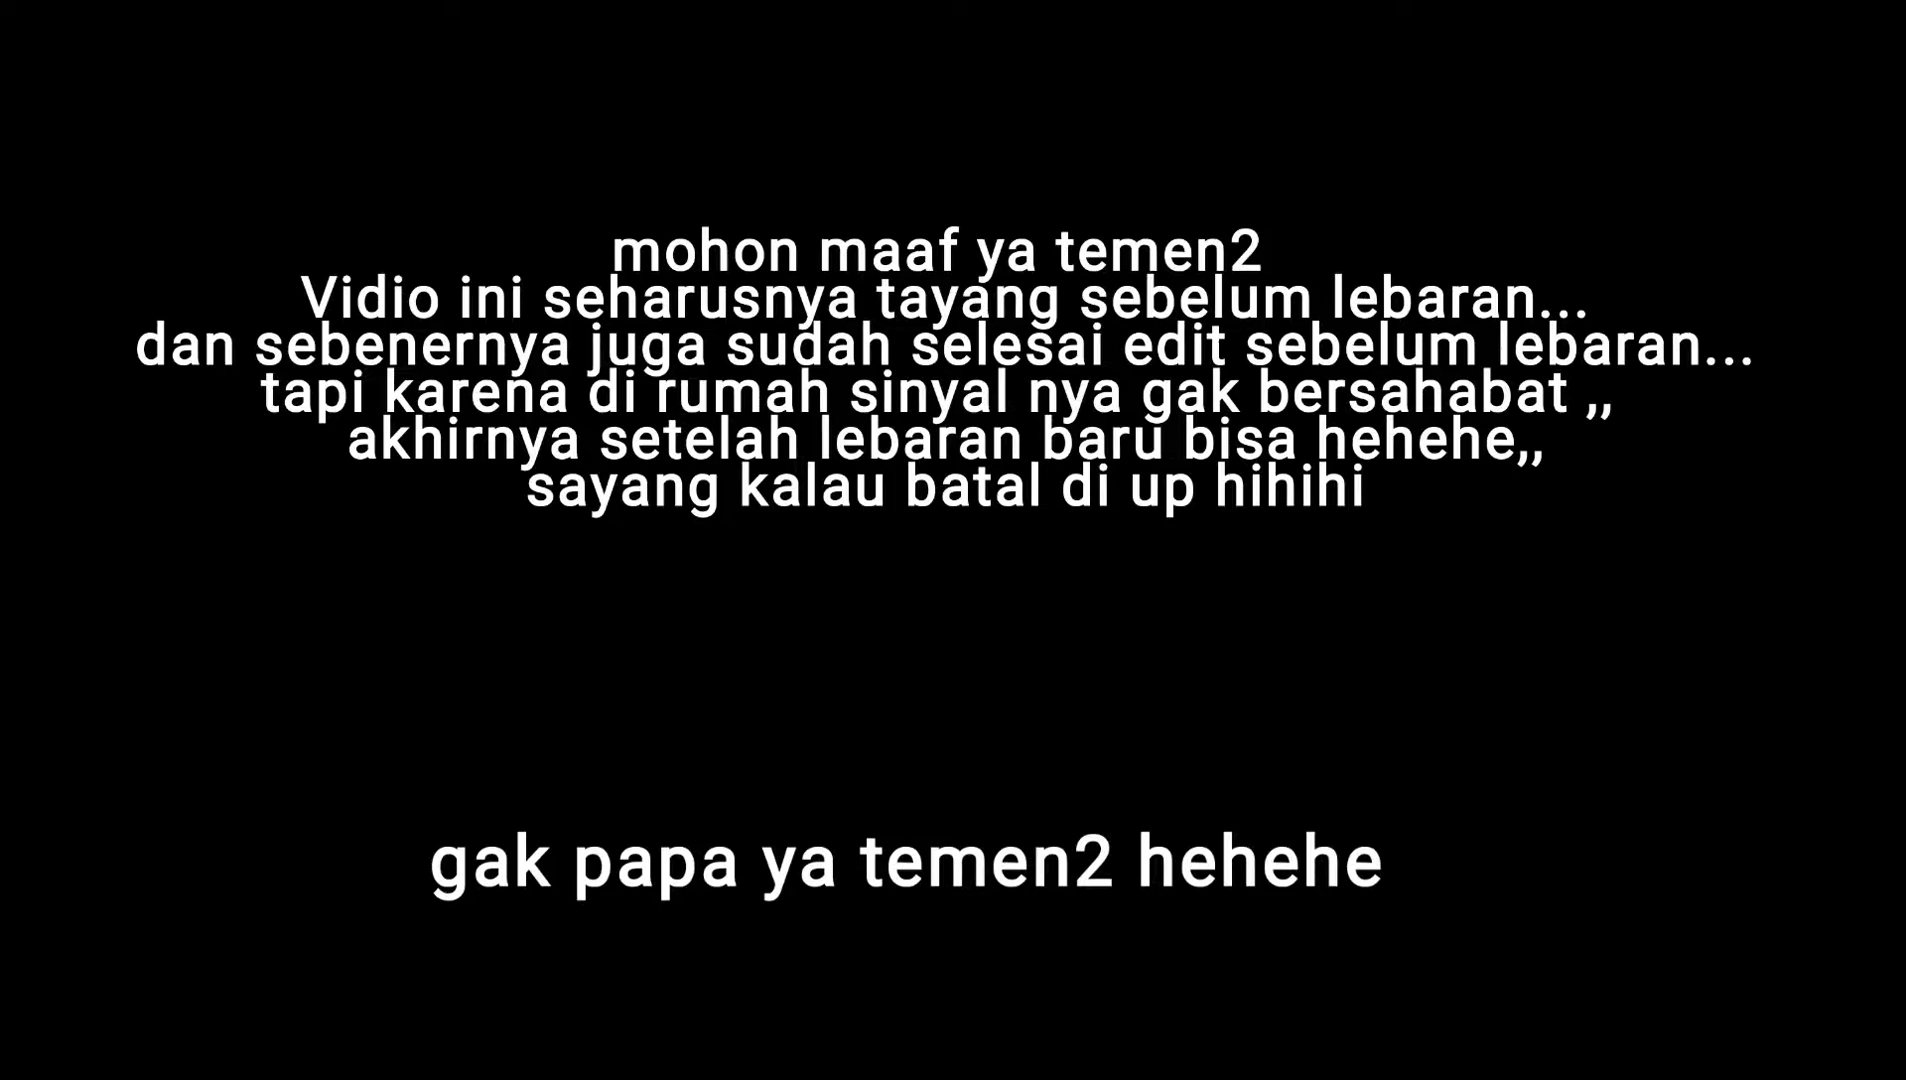 mohon maaf ya temen2
Vidio ini seharusnya tayang sebelum lebaran...
dan sebenernya juga sudah selesai edit sebelum lebaran...
tapi karena di rumah sinyal nya gak bersahabat ,,
akhirnya setelah lebaran baru bisa hehehe,,
sayang kalau batal di up hihihi
gak papa ya temen2 hehehe